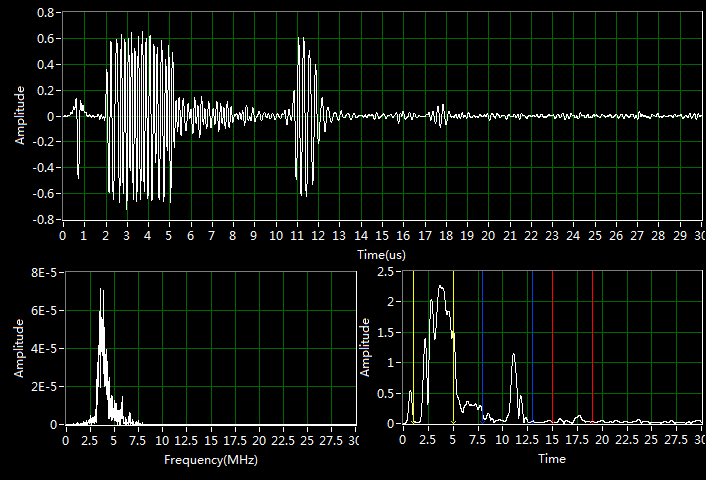 0.8
0.6
0.4
0.2
0
-0.2
-0.4
-0.6
-0.8
Amplitude
0 1 2 3 4 5 6 7 8 9 10 11 12 13 14 15 16 17 18 19 20 21 22 23 24 25 26 27 28 29 30
Time(us)
8E-5
6E-5
4E-5
2E-5
0
Amplitude
0 2.5 5 7.5 10 12.5 15 17.5 20 22.5 25 27.5 30
Frequency(MHz)
2.5
2
1.5
1
0.5
0
Amplitude
0 2.5 5 7.5 10 12.5 15 17.5 20 22.5 25 27.5 30
Time